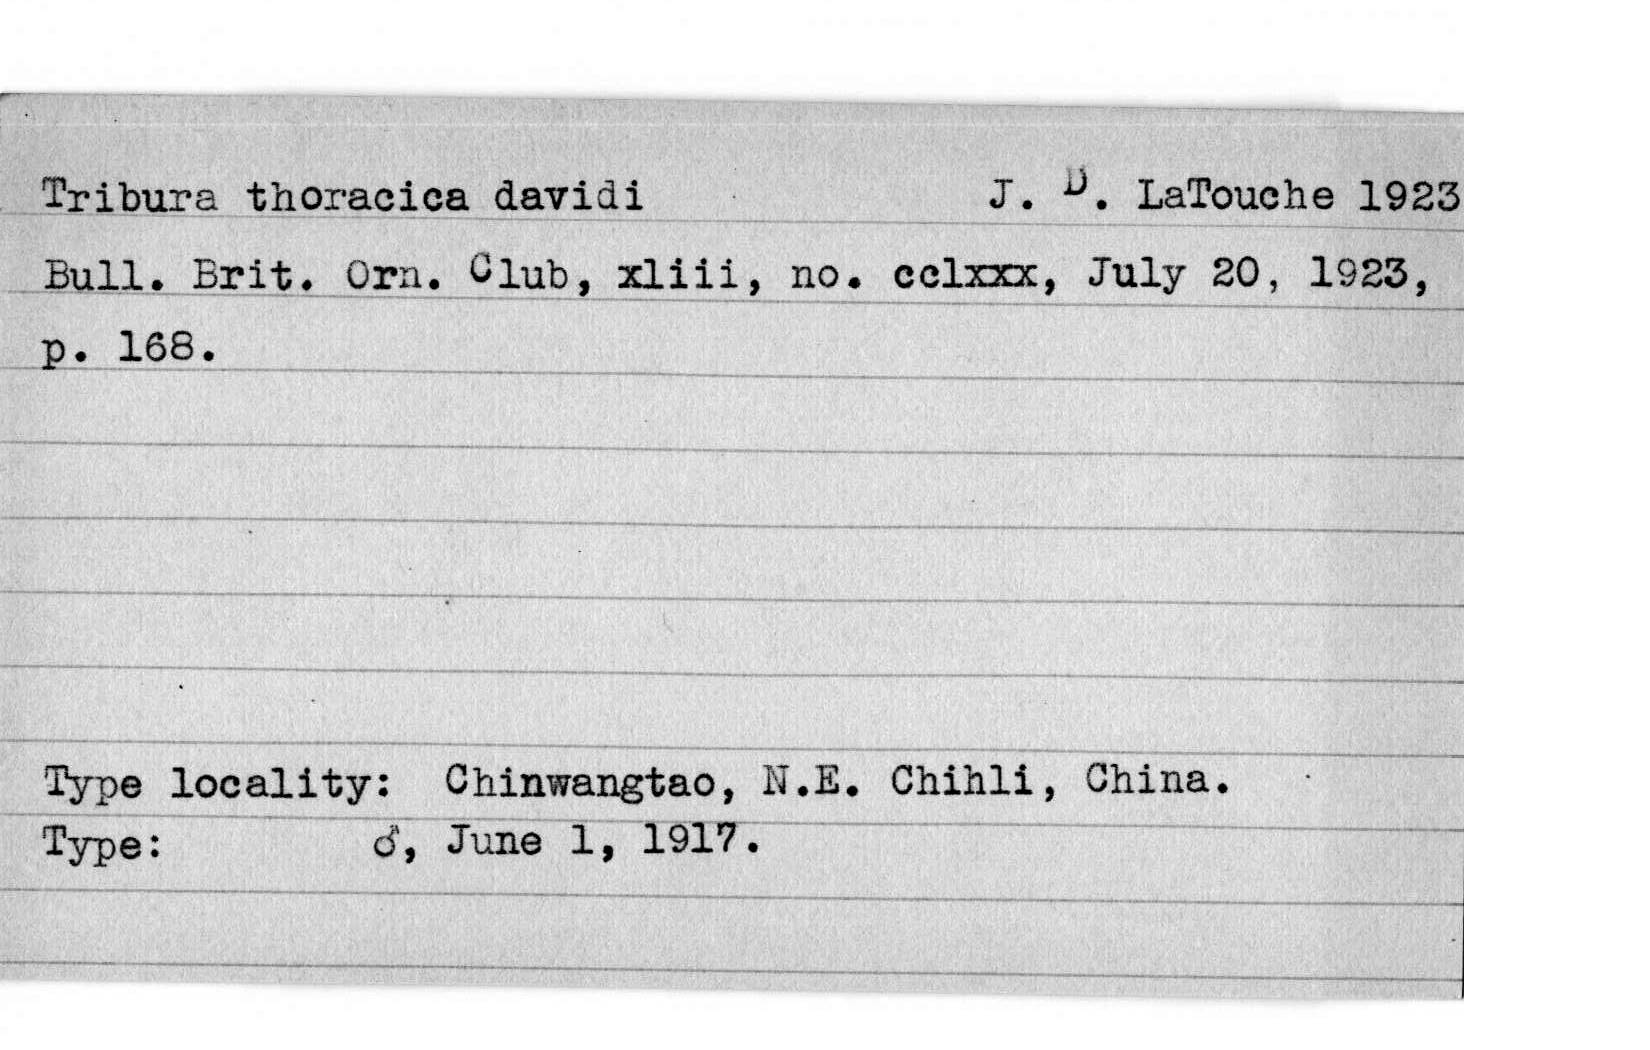 Tribura thoracica davidi J. D. LaTouche 1923
Bull. Brit. Orn. Club, xliii, no. cclxxx, July 20, 1923,
p. 168.
Type locality: Chinwangtao, N.E. Chihli, China.
Type: ♂, June 1, 1917.